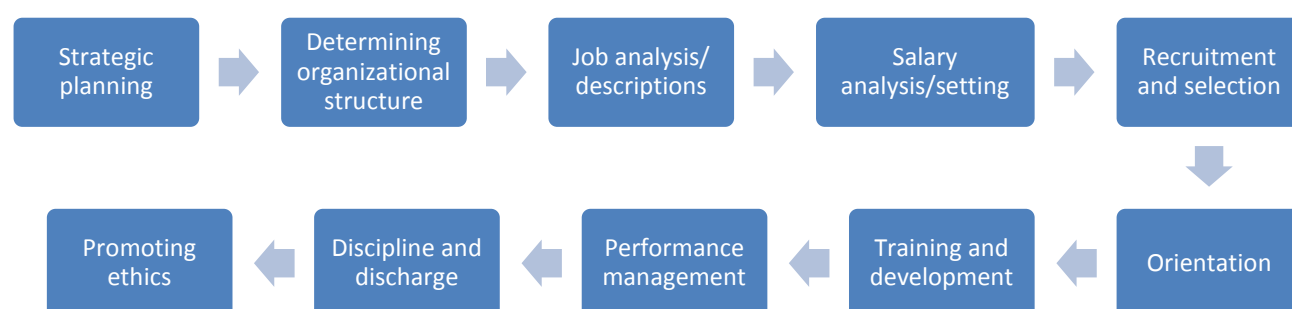 Strategic
planning
Determining
organizational
structure
Job analysis/
descriptions
Salary
analysis/setting
Recruitment
and selection
Orientation
Training and
development
Performance
management
Discipline and
discharge
Promoting
ethics